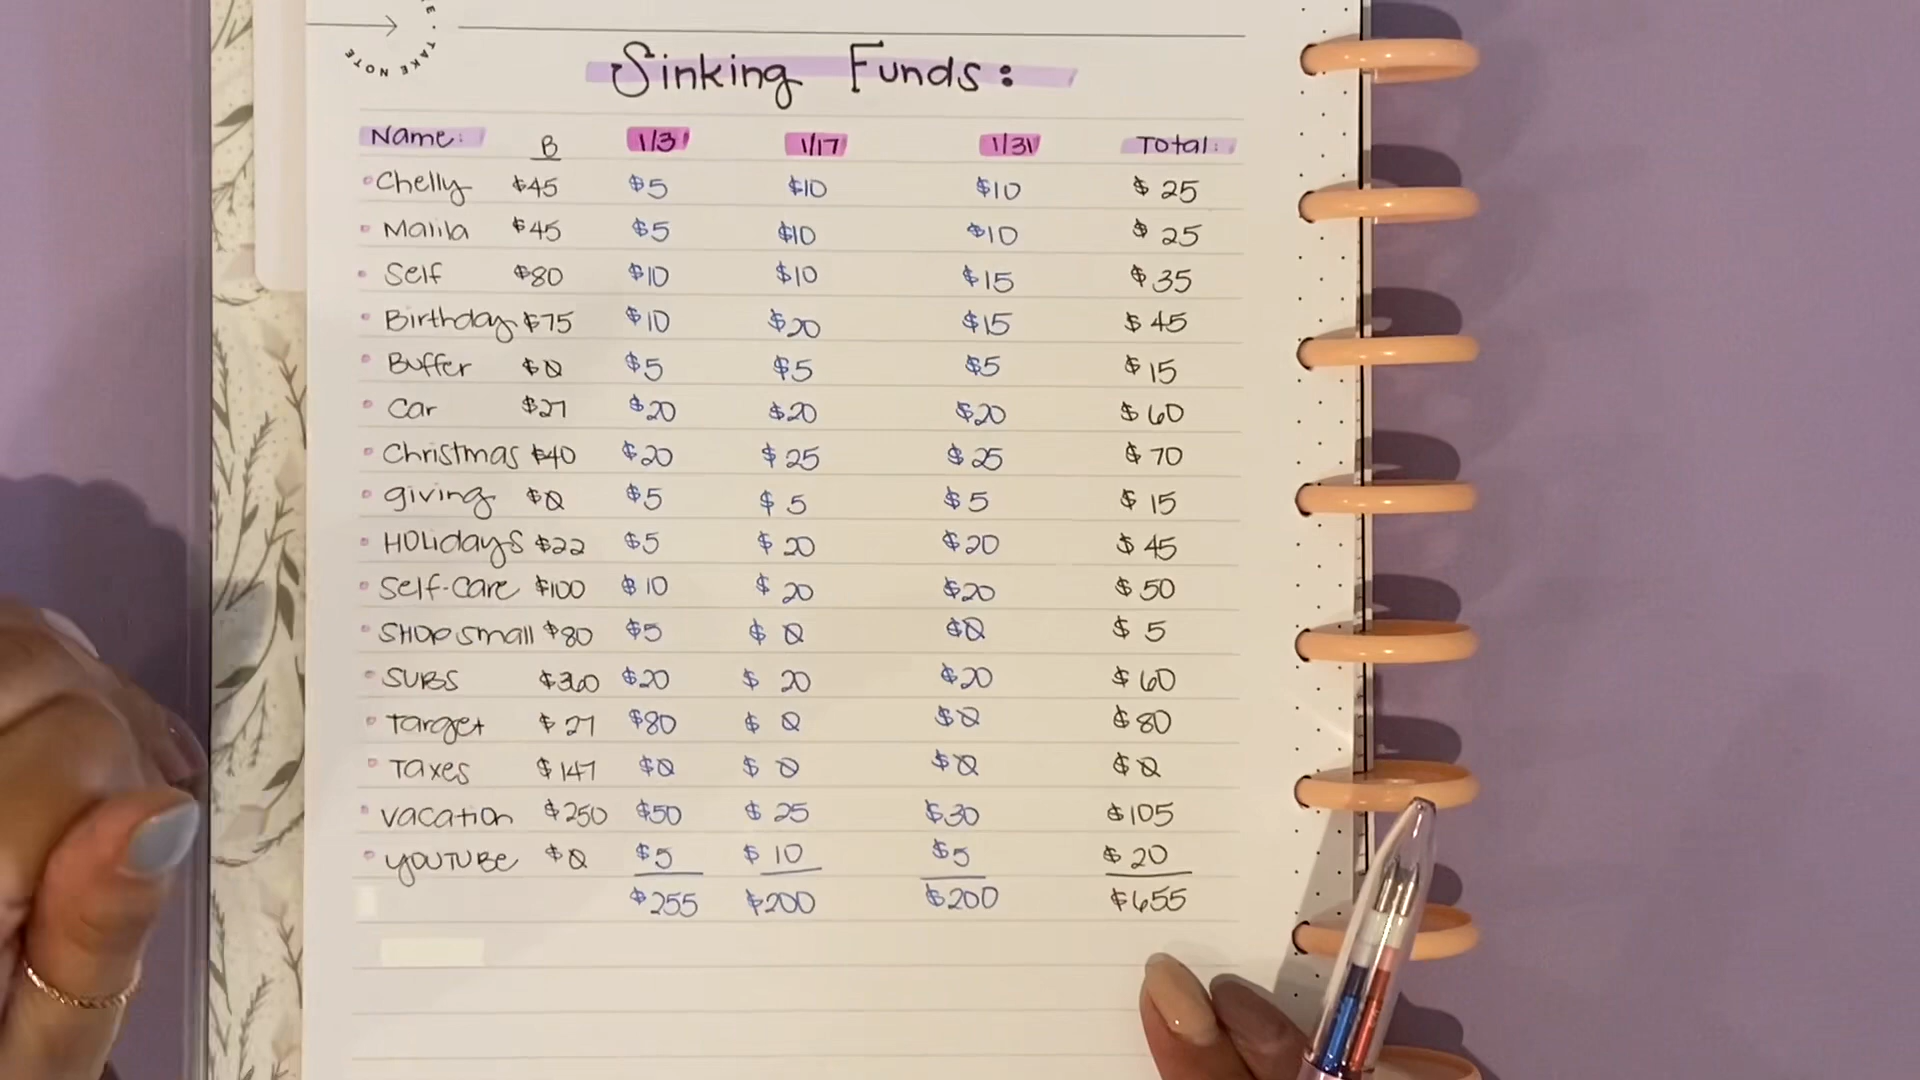 TAKE NOTE
Sinking Funds:
Name: B 1/3 1/17 1/31 Total:
Chelly $45 $5 $10 $10 $25
Malila $45 $5 $10 $10 $25
Self $80 $10 $10 $15 $35
Birthday $75 $10 $20 $15 $45
Buffer $0 $5 $5 $5 $15
Car $27 $20 $20 $20 $60
Christmas $40 $20 $25 $25 $70
giving $0 $5 $5 $5 $15
HOLidays $22 $5 $20 $20 $45
Self-Care $100 $10 $20 $20 $50
SHOP small $80 $5 $0 $0 $5
SUBS $360 $20 $20 $20 $60
Target $27 $80 $0 $0 $80
Taxes $147 $0 $0 $0 $0
vacation $250 $50 $25 $30 $105
YOUTUBE $0 $5 $10 $5 $20
$255 $200 $200 $655